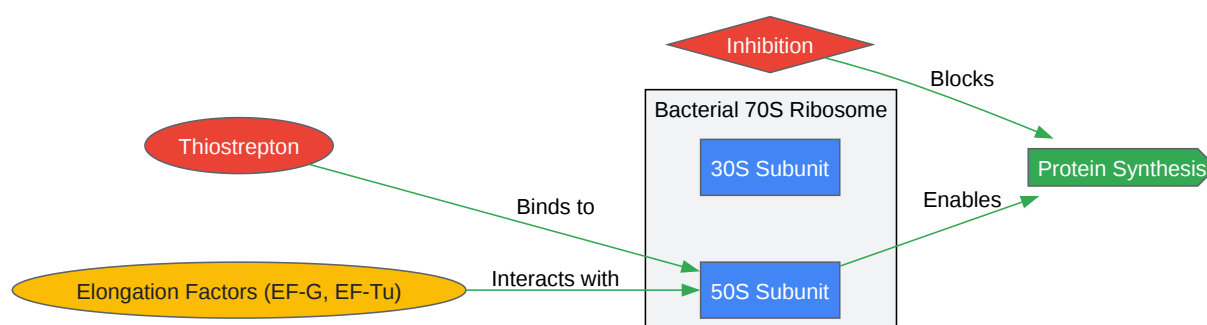 Inhibition
Blocks
Bacterial 70S Ribosome
Thiostrepton
30S Subunit
Protein Synthesis
Binds to
Enables
Elongation Factors (EF-G, EF-Tu)
Interacts with
50S Subunit